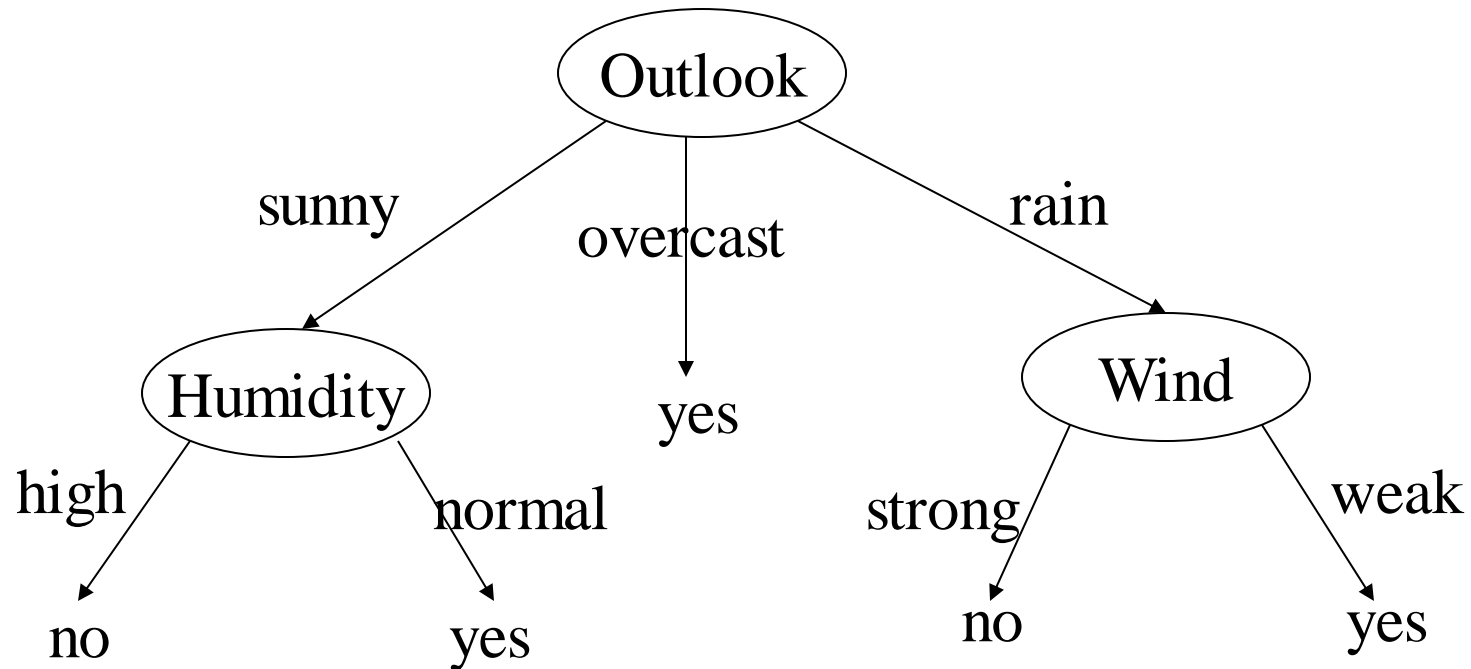 Outlook
sunny
overcast
rain
Humidity
yes
Wind
high
normal
strong
weak
no
yes
no
yes